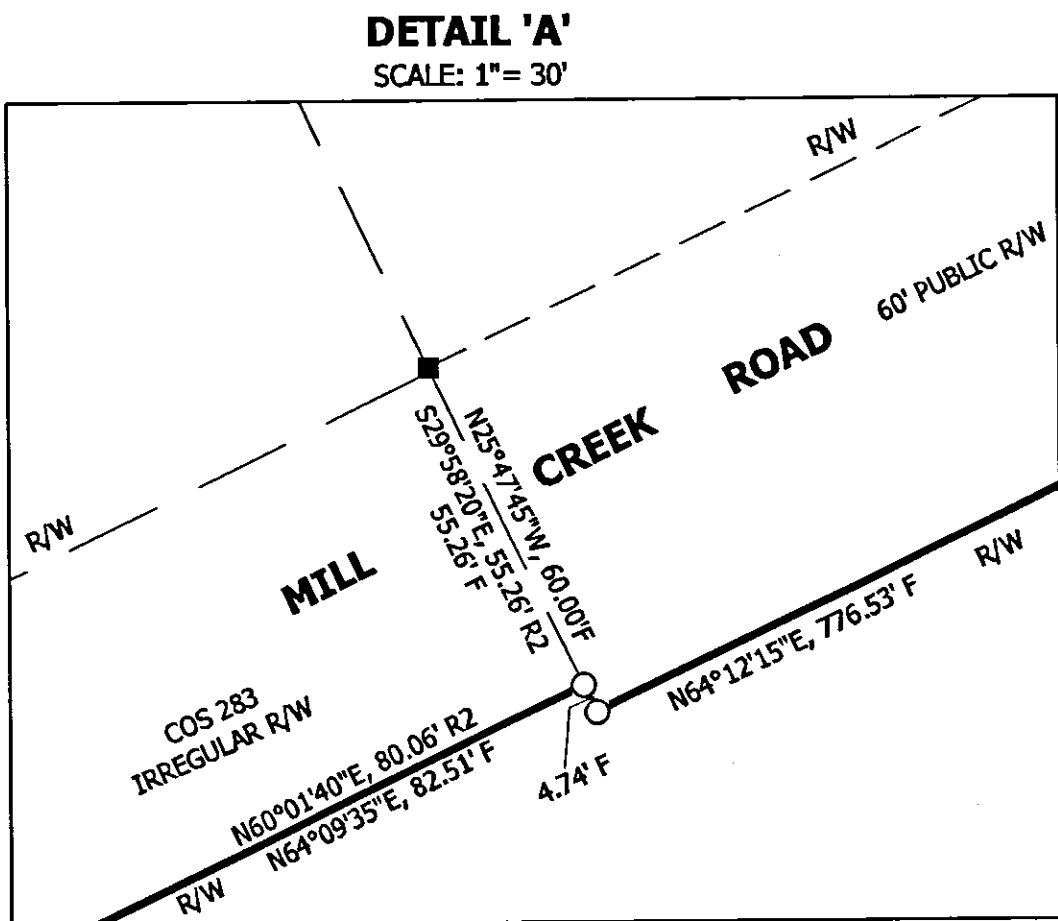 DETAIL 'A'
SCALE: 1"= 30'
R/W
60' PUBLIC R/W
MILL CREEK ROAD
N25°47'45"W, 60.00'F
S29°58'20"E, 55.26' R2
55.26' F
R/W
R/W
COS 283
IRREGULAR R/W
N64°12'15"E, 776.53' F
N60°01'40"E, 80.06' R2
N64°09'35"E, 82.51' F
4.74' F
R/W